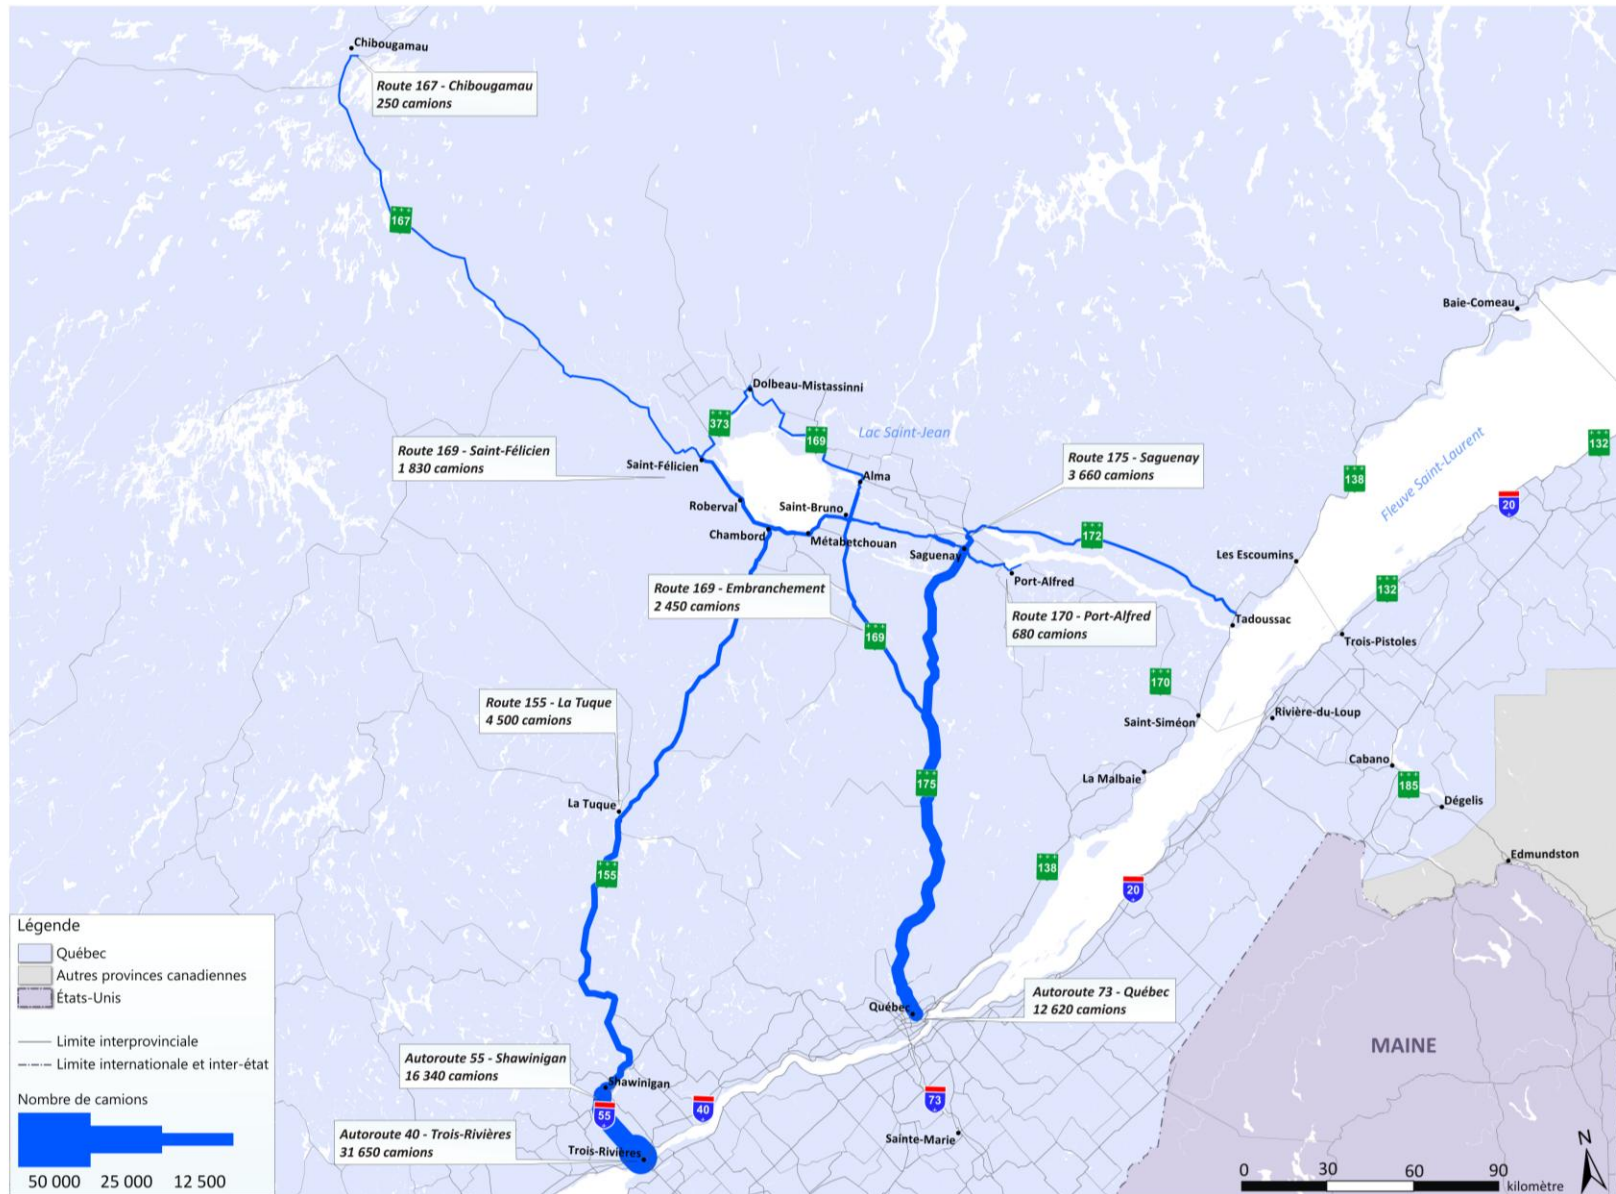 Chibougamau
Route 167 - Chibougamau
250 camions
167
Baie-Comeau
Dolbeau-Mistassinni
373
169
Lac Saint-Jean
Route 169 - Saint-Félicien
1 830 camions
Saint-Félicien
Alma
Route 175 - Saguenay
3 660 camions
138
Fleuve Saint-Laurent
132
20
Roberval
Saint-Bruno
Chambord
Métabetchouan
Saguenay
172
Les Escoumins
Port-Alfred
Route 169 - Embranchement
2 450 camions
169
Route 170 - Port-Alfred
680 camions
Tadoussac
132
Trois-Pistoles
170
Route 155 - La Tuque
4 500 camions
Saint-Siméon
Rivière-du-Loup
La Malbaie
Cabano
185
Dégelis
La Tuque
175
155
138
20
Edmundston
Québec
Autoroute 73 - Québec
12 620 camions
MAINE
Autoroute 55 - Shawinigan
16 340 camions
Shawinigan
55
40
73
Autoroute 40 - Trois-Rivières
31 650 camions
Trois-Rivières
Sainte-Marie
Légende
Québec
Autres provinces canadiennes
États-Unis
Limite interprovinciale
Limite internationale et inter-état
Nombre de camions
50 000 25 000 12 500
N
0 30 60 90
kilomètre